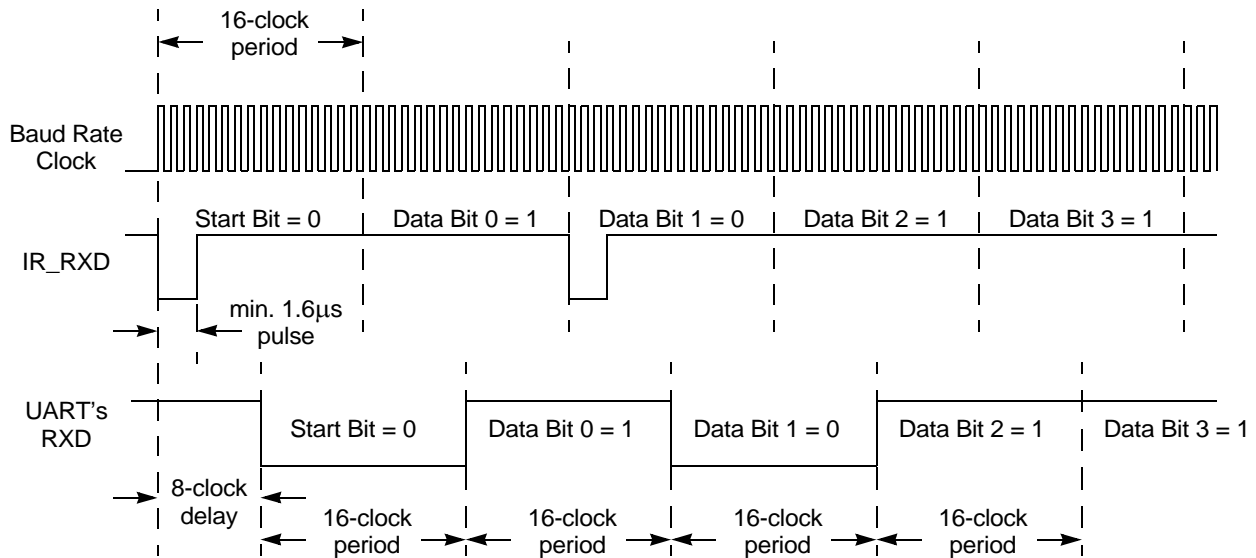 16-clock
period
Baud Rate
Clock
Start Bit = 0
Data Bit 0 = 1
Data Bit 1 = 0
Data Bit 2 = 1
Data Bit 3 = 1
IR_RXD
min. 1.6μs
pulse
UART's
RXD
Start Bit = 0
Data Bit 0 = 1
Data Bit 1 = 0
Data Bit 2 = 1
Data Bit 3 = 1
8-clock
delay
16-clock
period
16-clock
period
16-clock
period
16-clock
period